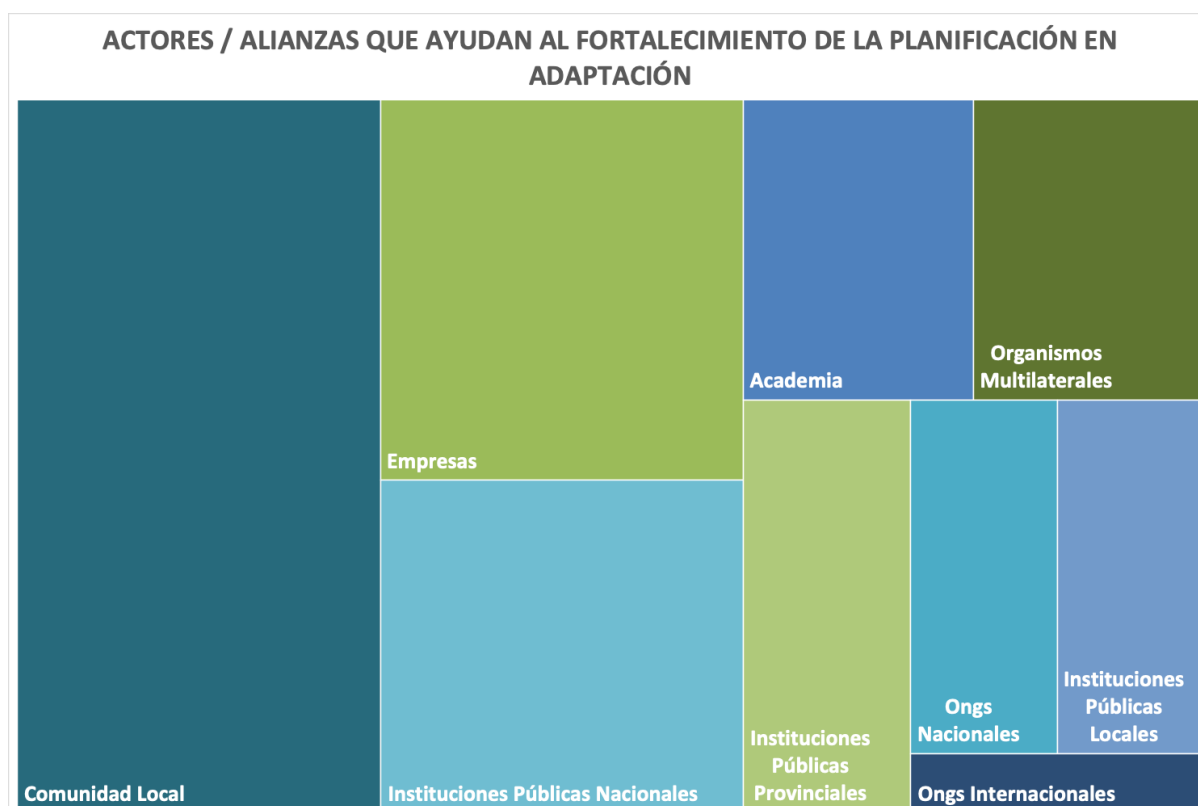 ACTORES / ALIANZAS QUE AYUDAN AL FORTALECIMIENTO DE LA PLANIFICACIÓN EN
ADAPTACIÓN
Comunidad Local
Empresas
Instituciones Públicas Nacionales
Academia
Organismos
Multilaterales
Instituciones
Públicas
Provinciales
Ongs
Nacionales
Instituciones
Públicas
Locales
Ongs Internacionales